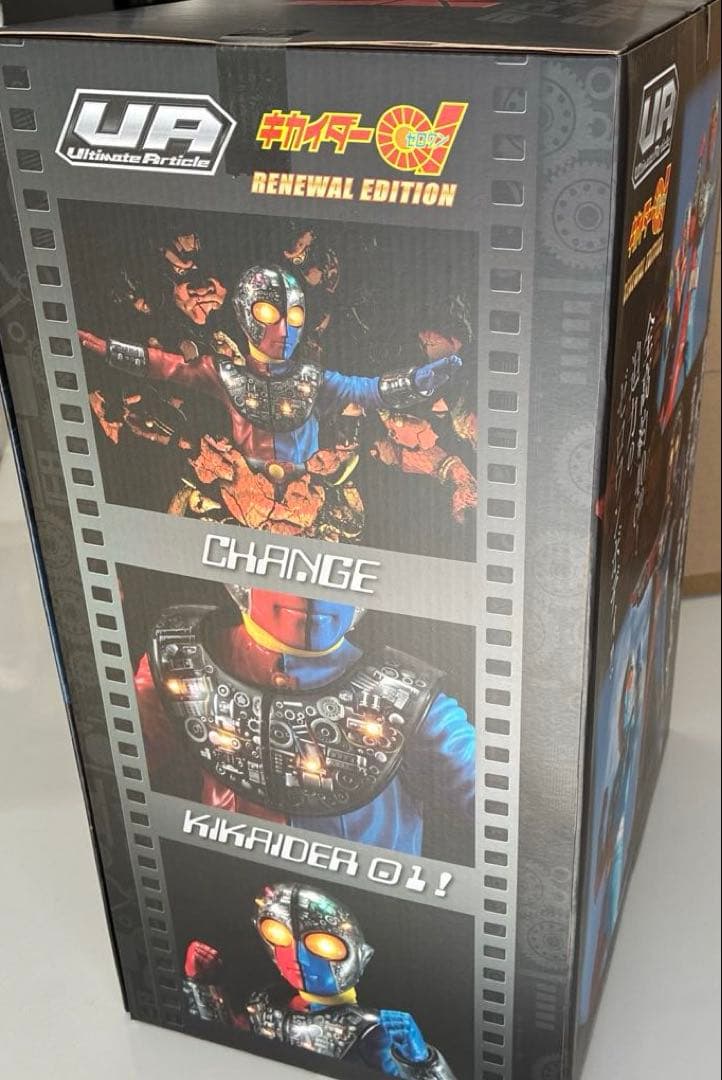 UA
Ultimate Article
キカイダー01
ゼロワン
RENEWAL EDITION
CHANGE
KIKAIDER 01!
UA